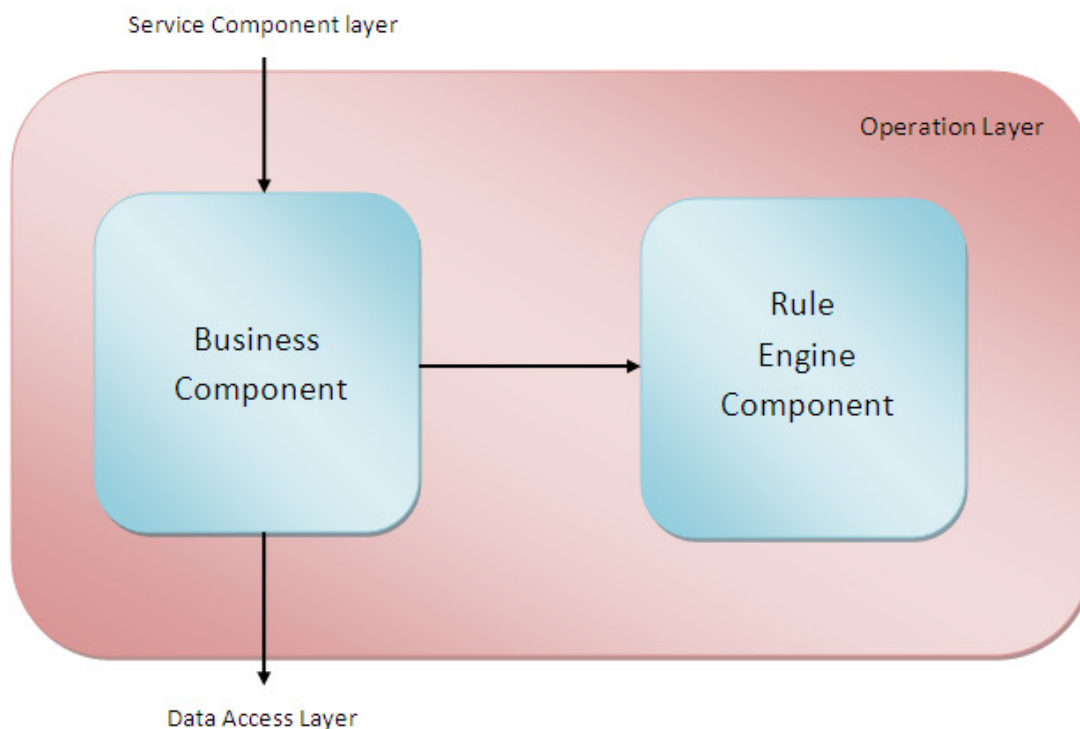 Service Component layer
Operation Layer
Business
Component
Rule
Engine
Component
Data Access Layer